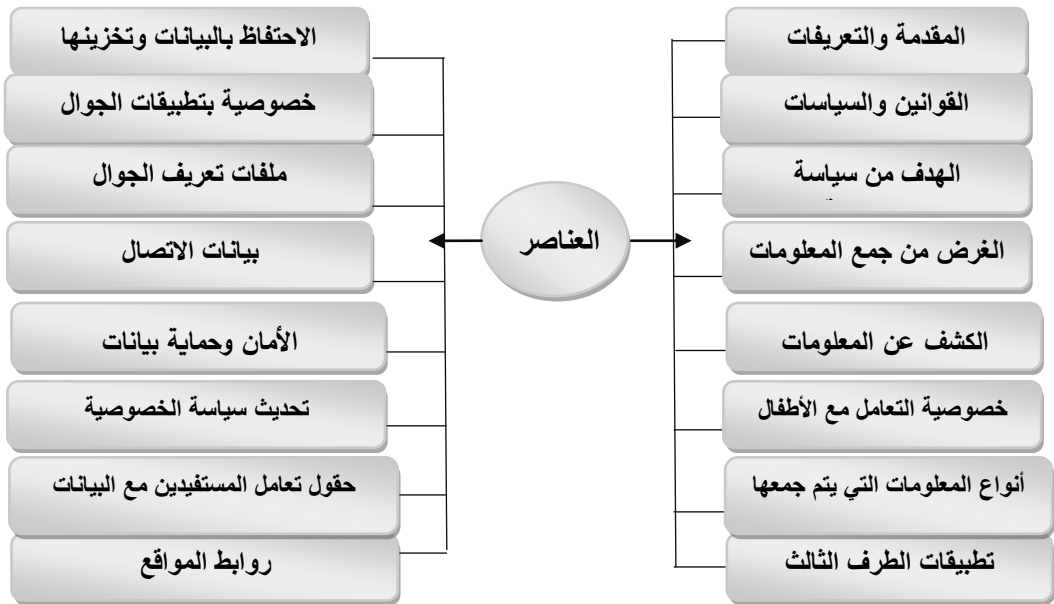 المقدمة والتعريفات
القوانين والسياسات
الهدف من سياسة
الغرض من جمع المعلومات
الكشف عن المعلومات
خصوصية التعامل مع الأطفال
أنواع المعلومات التي يتم جمعها
تطبيقات الطرف الثالث
العناصر
الاحتفاظ بالبيانات وتخزينها
خصوصية بتطبيقات الجوال
ملفات تعريف الجوال
بيانات الاتصال
الأمان وحماية بيانات
تحديث سياسة الخصوصية
حقول تعامل المستفيدين مع البيانات
روابط المواقع